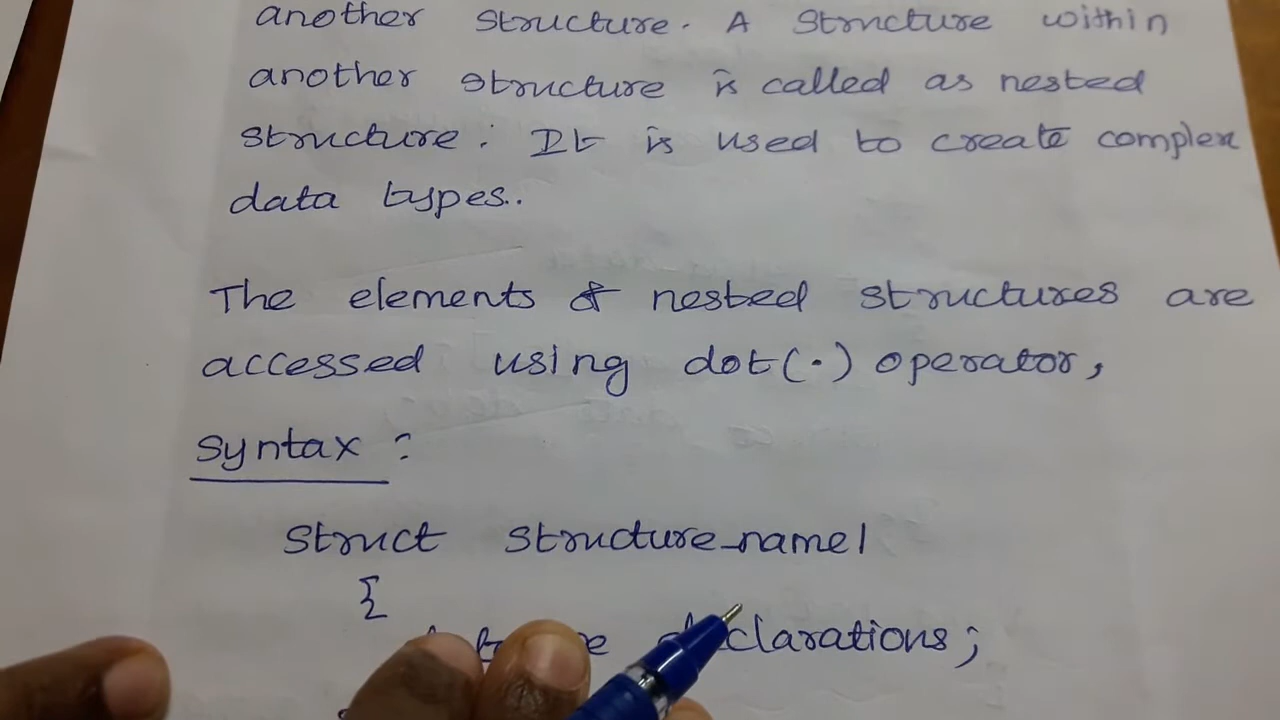 another structure. A structure within
another structure is called as nested
structure. It is used to create complex
data types..
The elements of nested structures are
accessed using dot(.) operator,
Syntax :
Struct structure_name1
{
declarations;